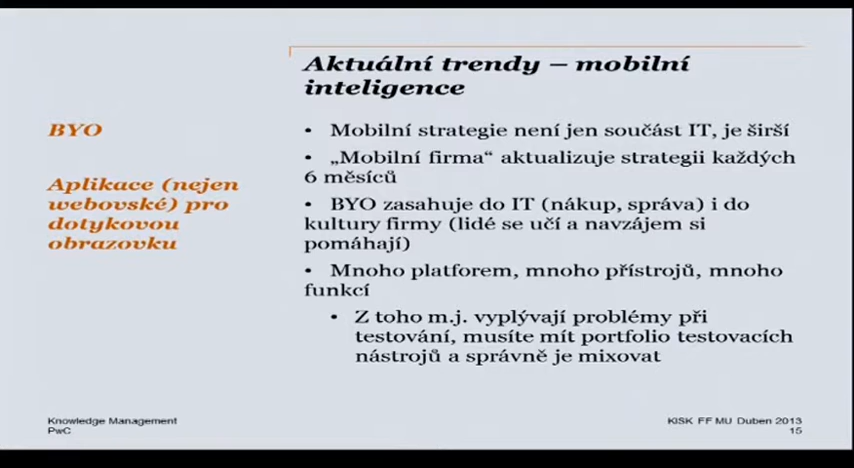 Aktuální trendy – mobilní
inteligence
BYO
Aplikace (nejen
webovské) pro
dotykovou
obrazovku
• Mobilní strategie není jen součást IT, je širší
• „Mobilní firma“ aktualizuje strategii každých
6 měsíců
• BYO zasahuje do IT (nákup, správa) i do
kultury firmy (lidé se učí a navzájem si
pomáhají)
• Mnoho platforem, mnoho přístrojů, mnoho
funkcí
• Z toho m.j. vyplývají problémy při
testování, musíte mít portfolio testovacích
nástrojů a správně je mixovat
Knowledge Management
PwC
KISK FF MU Duben 2013
15